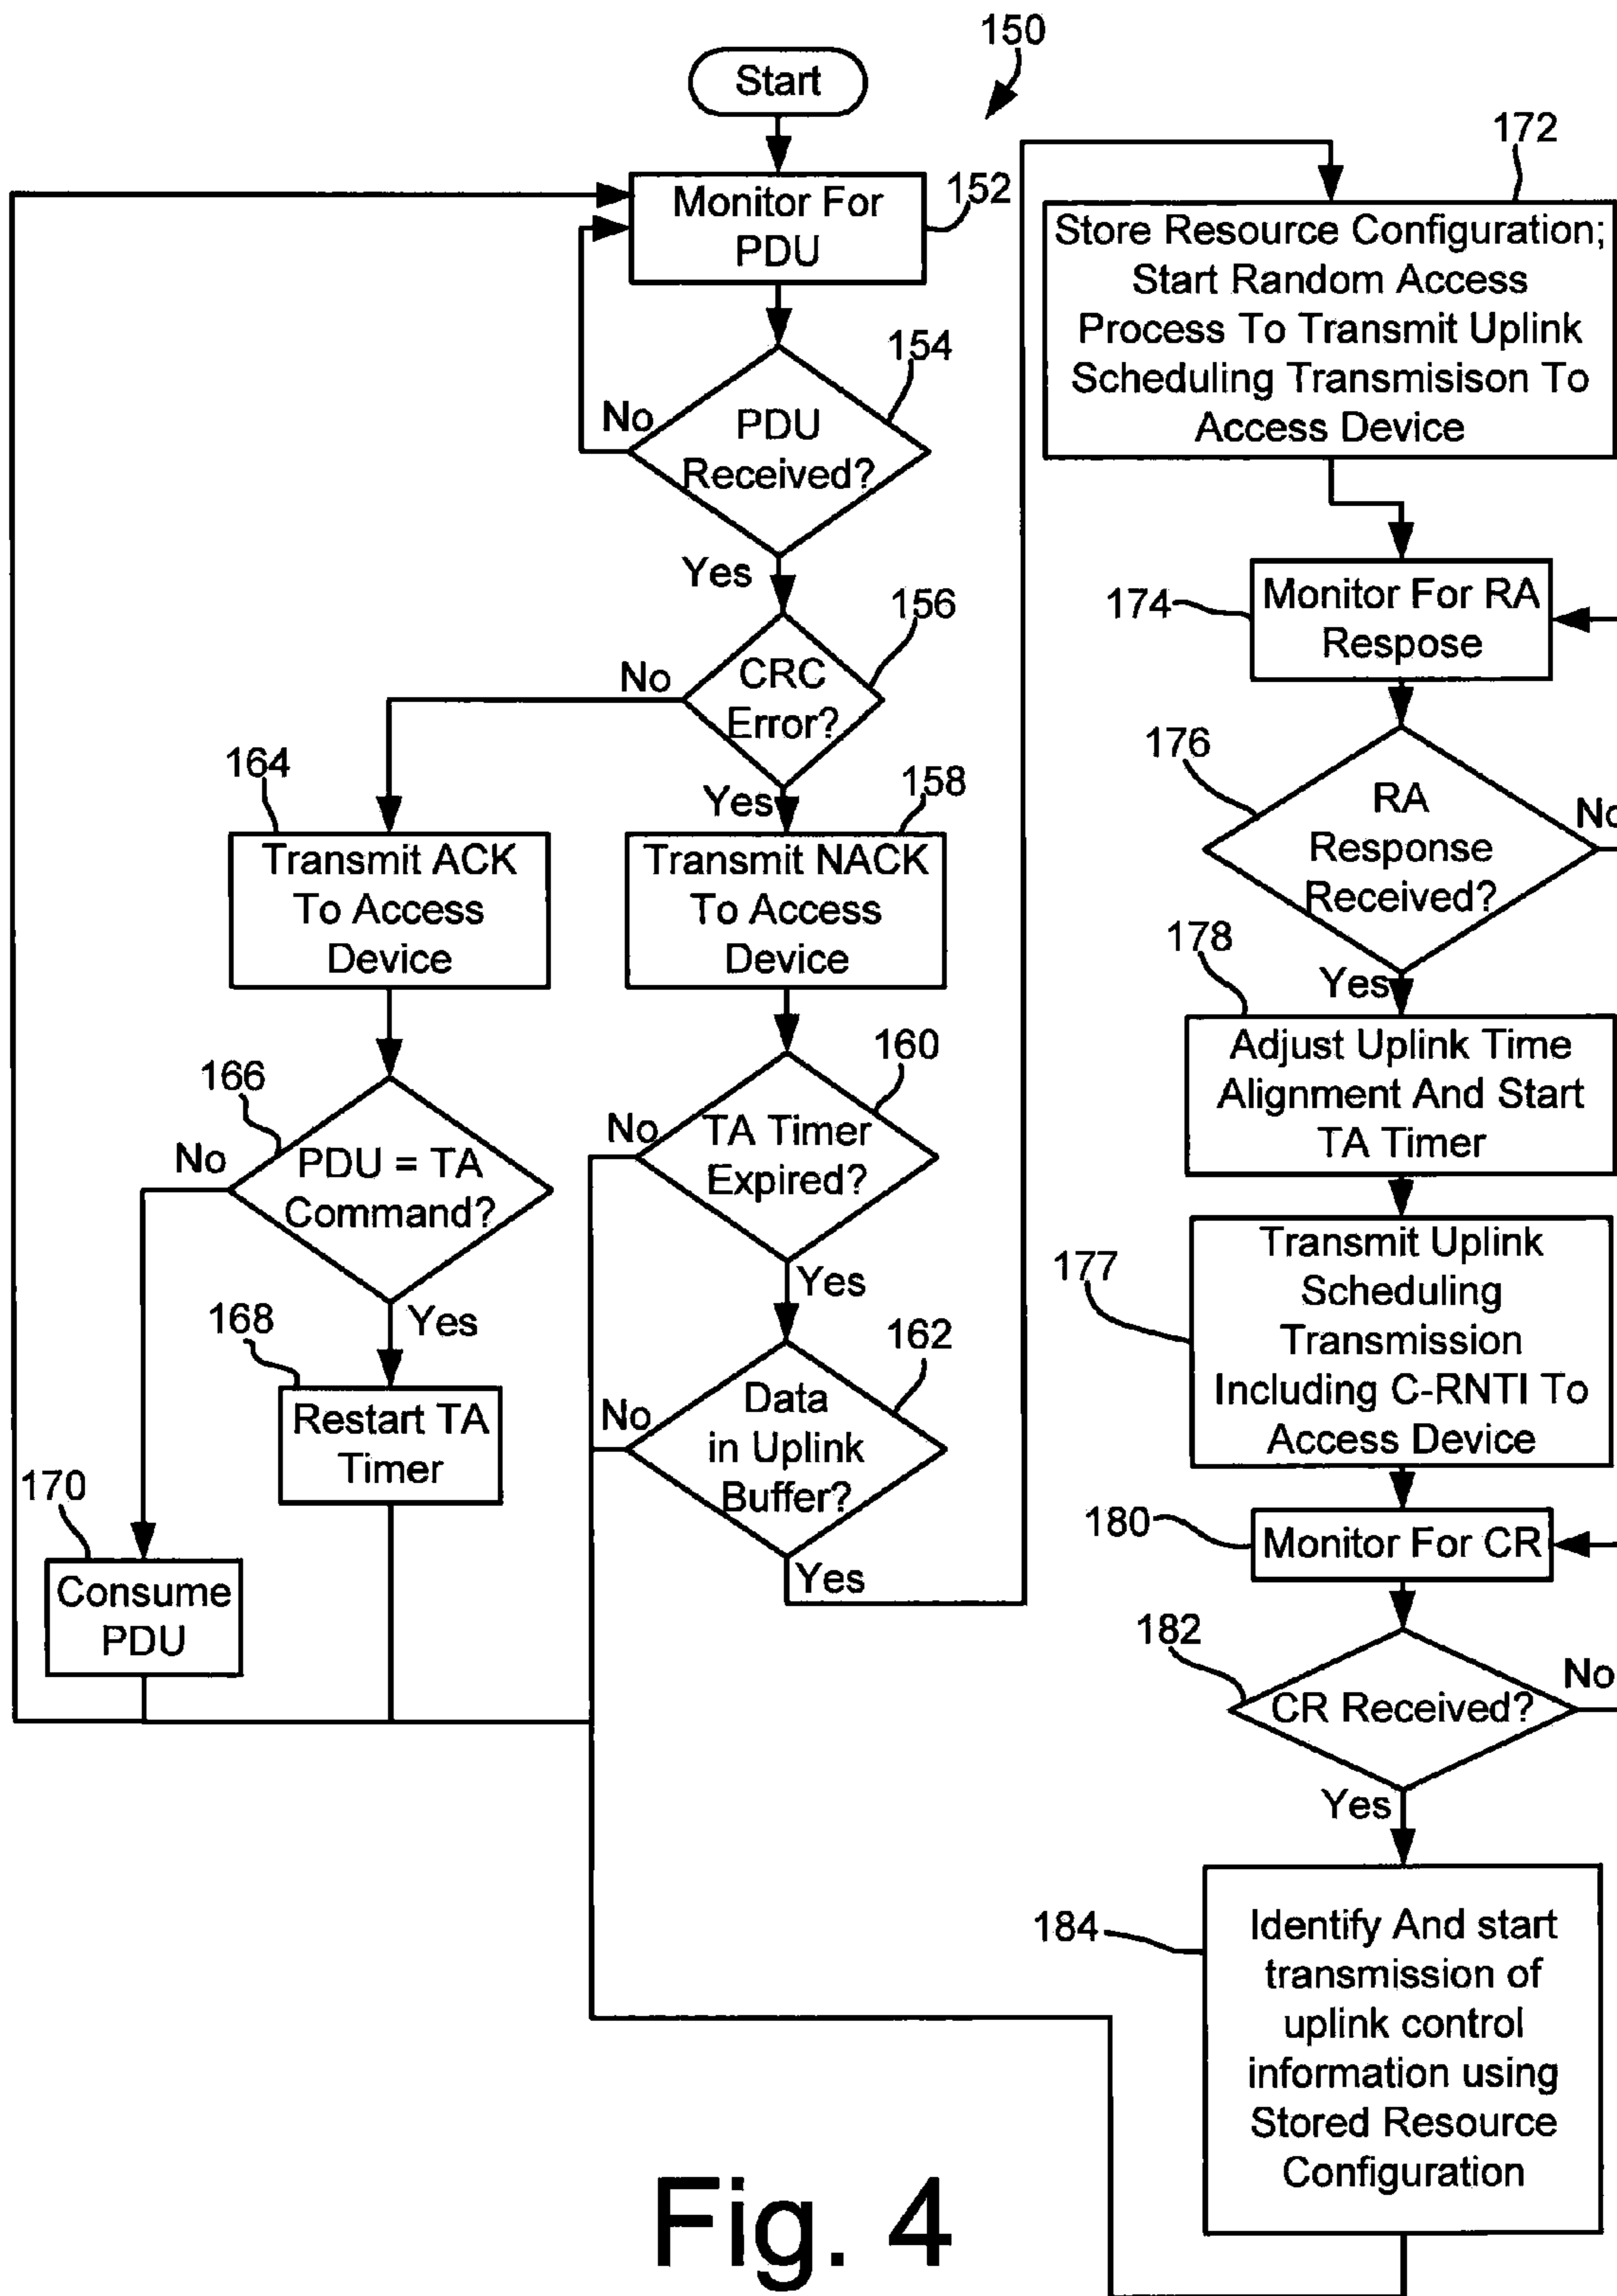 150
Start
Monitor For
PDU
152
No
PDU
Received?
154
Yes
No
CRC
Error?
156
Yes
164
Transmit ACK
To Access
Device
158
Transmit NACK
To Access
Device
166
No
PDU = TA
Command?
Yes
168
Restart TA
Timer
170
Consume
PDU
160
No
TA Timer
Expired?
Yes
162
No
Data
in Uplink
Buffer?
Yes
172
Store Resource Configuration;
Start Random Access
Process To Transmit Uplink
Scheduling Transmisison To
Access Device
174
Monitor For RA
Respose
176
RA
Response
Received?
No
Yes
178
Adjust Uplink Time
Alignment And Start
TA Timer
177
Transmit Uplink
Scheduling
Transmission
Including C-RNTI To
Access Device
180
Monitor For CR
182
CR Received?
No
Yes
184
Identify And start
transmission of
uplink control
information using
Stored Resource
Configuration
Fig. 4